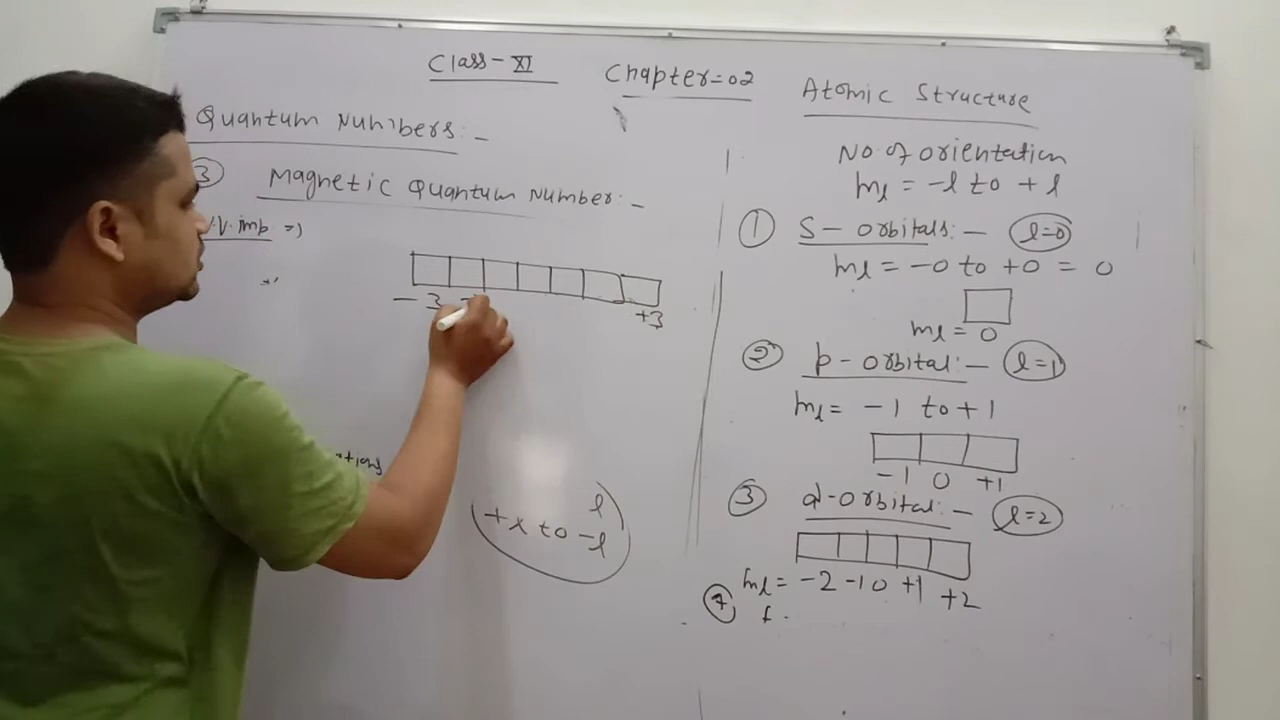 Class-XI Chapter=02 Atomic Structure
Quantum Numbers:-
3 Magnetic Quantum Number:-
V.V.imp =>
-3
+3
+l to -l
l
No. of orientation
ml = -l to +l
① S- orbitals:- l=0
ml = -0 to +0 = 0
ml = 0
② p- orbital:- l=1
ml = -1 to +1
-1 0 +1
③ d-orbital:- l=2
ml = -2 -1 0 +1 +2
④ f-